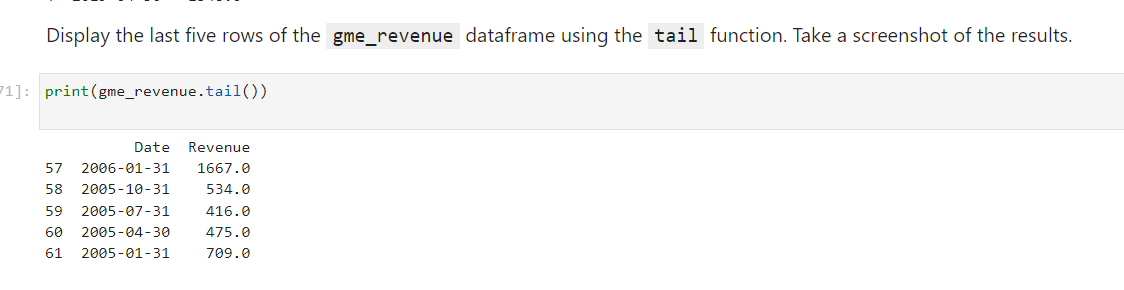 Display the last five rows of the gme_revenue dataframe using the tail function. Take a screenshot of the results.
71]: print(gme_revenue.tail())
Date Revenue
57 2006-01-31 1667.0
58 2005-10-31 534.0
59 2005-07-31 416.0
60 2005-04-30 475.0
61 2005-01-31 709.0